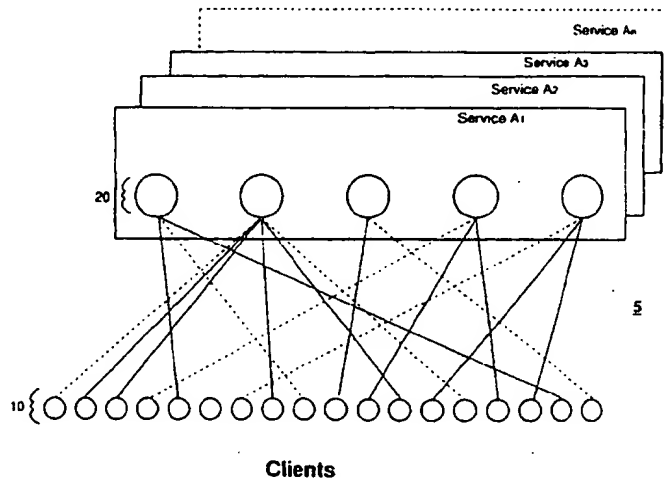 Service An
Service A3
Service A2
Service A1
20
5
10
Clients